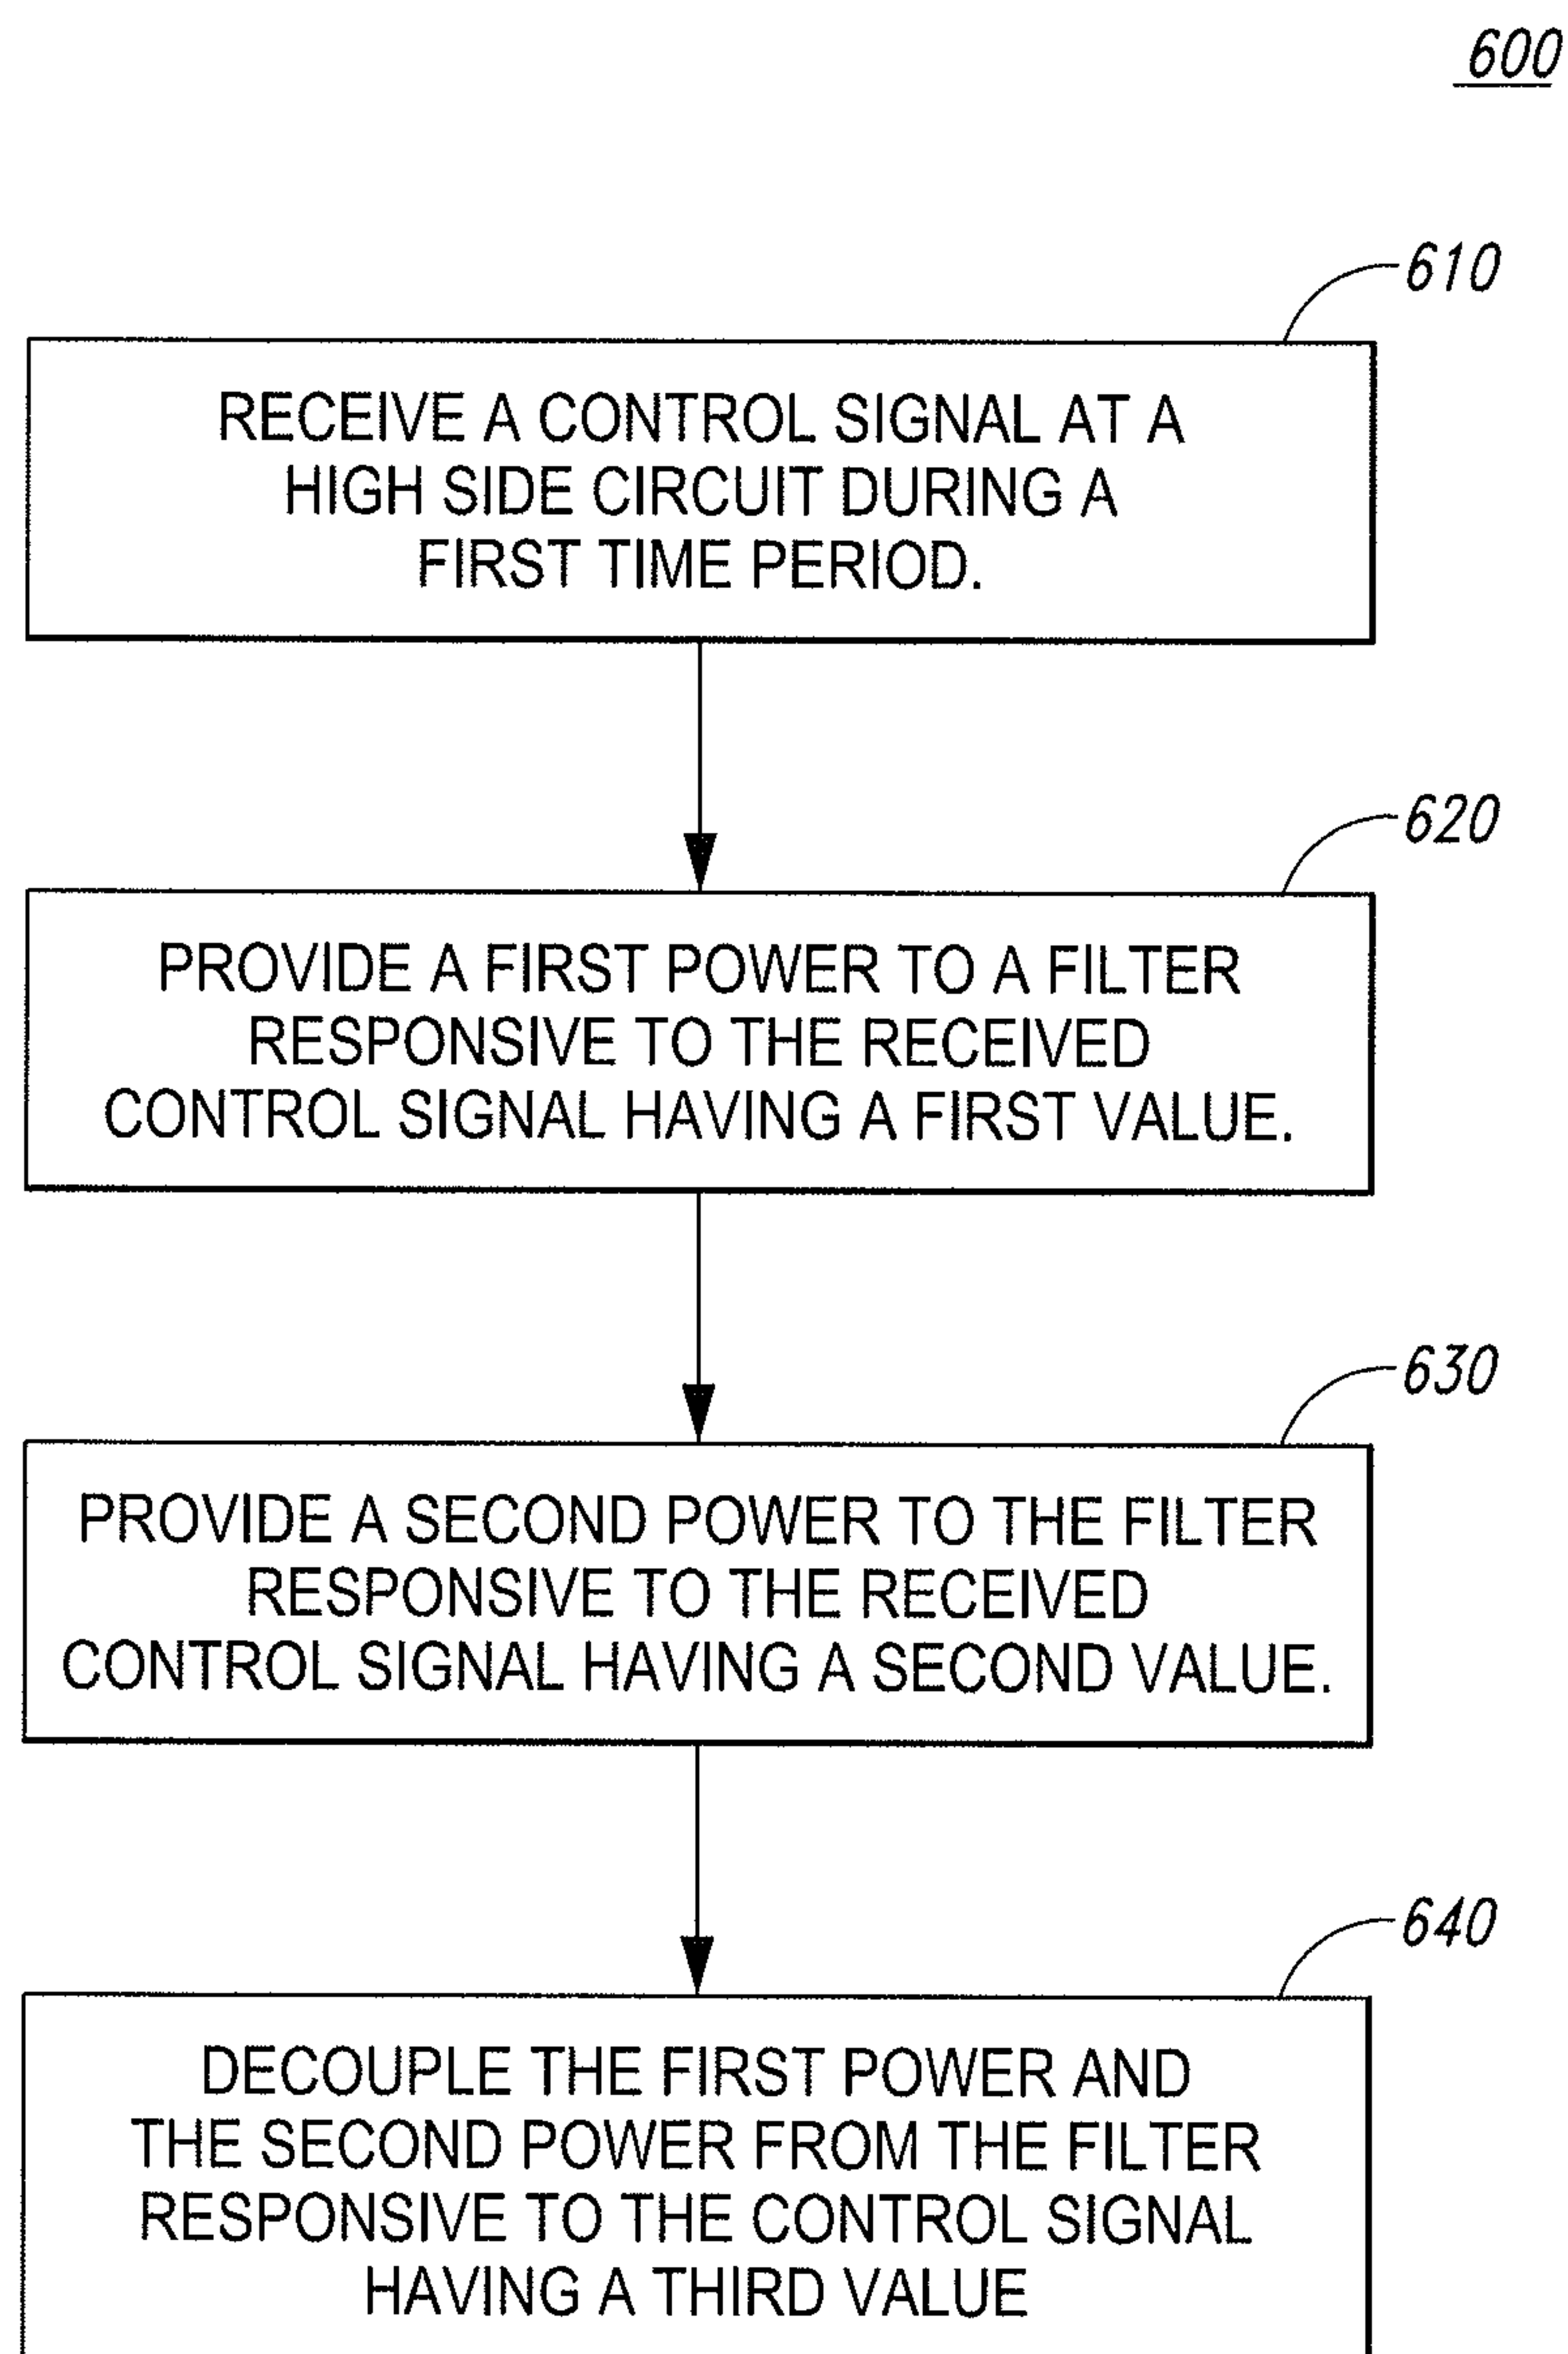 600
610
RECEIVE A CONTROL SIGNAL AT A
HIGH SIDE CIRCUIT DURING A
FIRST TIME PERIOD.
620
PROVIDE A FIRST POWER TO A FILTER
RESPONSIVE TO THE RECEIVED
CONTROL SIGNAL HAVING A FIRST VALUE.
630
PROVIDE A SECOND POWER TO THE FILTER
RESPONSIVE TO THE RECEIVED
CONTROL SIGNAL HAVING A SECOND VALUE.
640
DECOUPLE THE FIRST POWER AND
THE SECOND POWER FROM THE FILTER
RESPONSIVE TO THE CONTROL SIGNAL
HAVING A THIRD VALUE